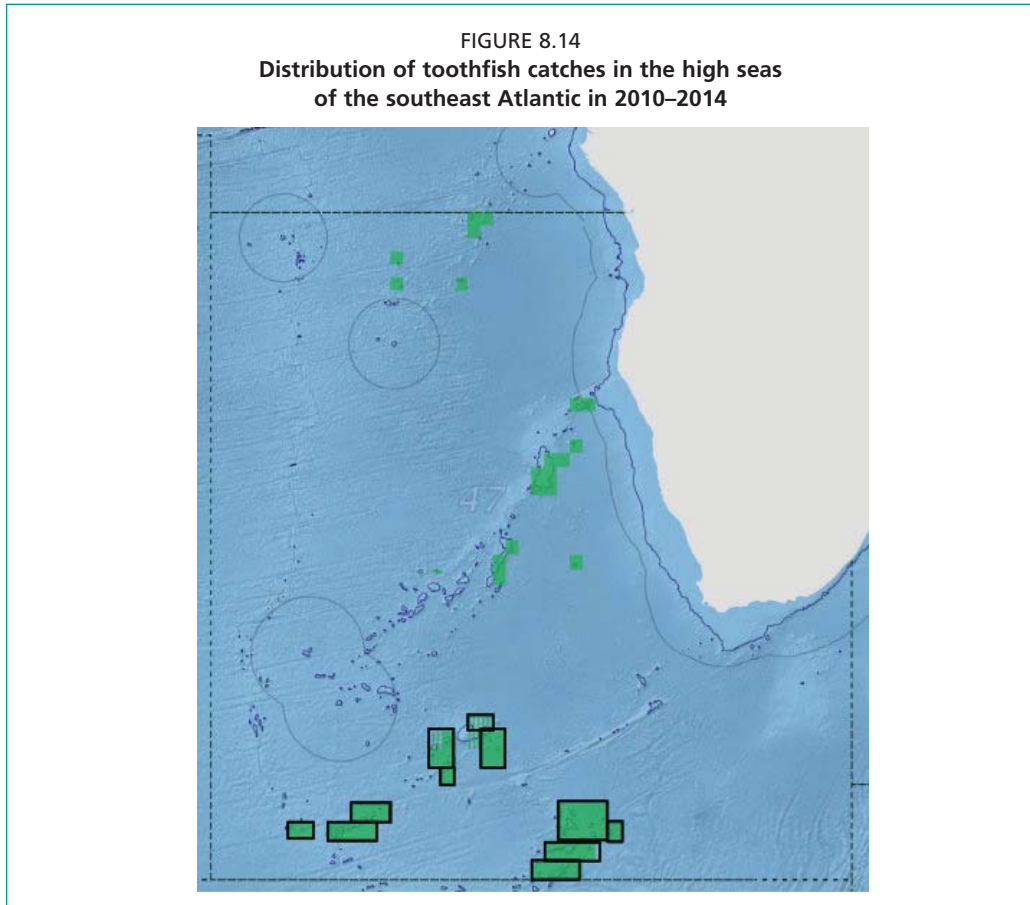 FIGURE 8.14
Distribution of toothfish catches in the high seas
of the southeast Atlantic in 2010–2014
47